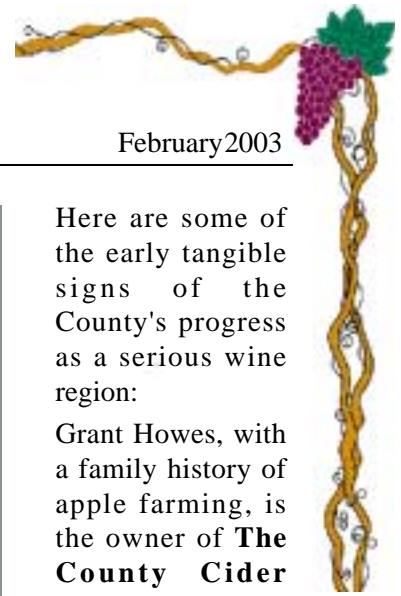 February2003
Here are some of
the early tangible
signs of the
County's progress
as a serious wine
region:
Grant Howes, with
a family history of
apple farming, is
the owner of The
County Cider